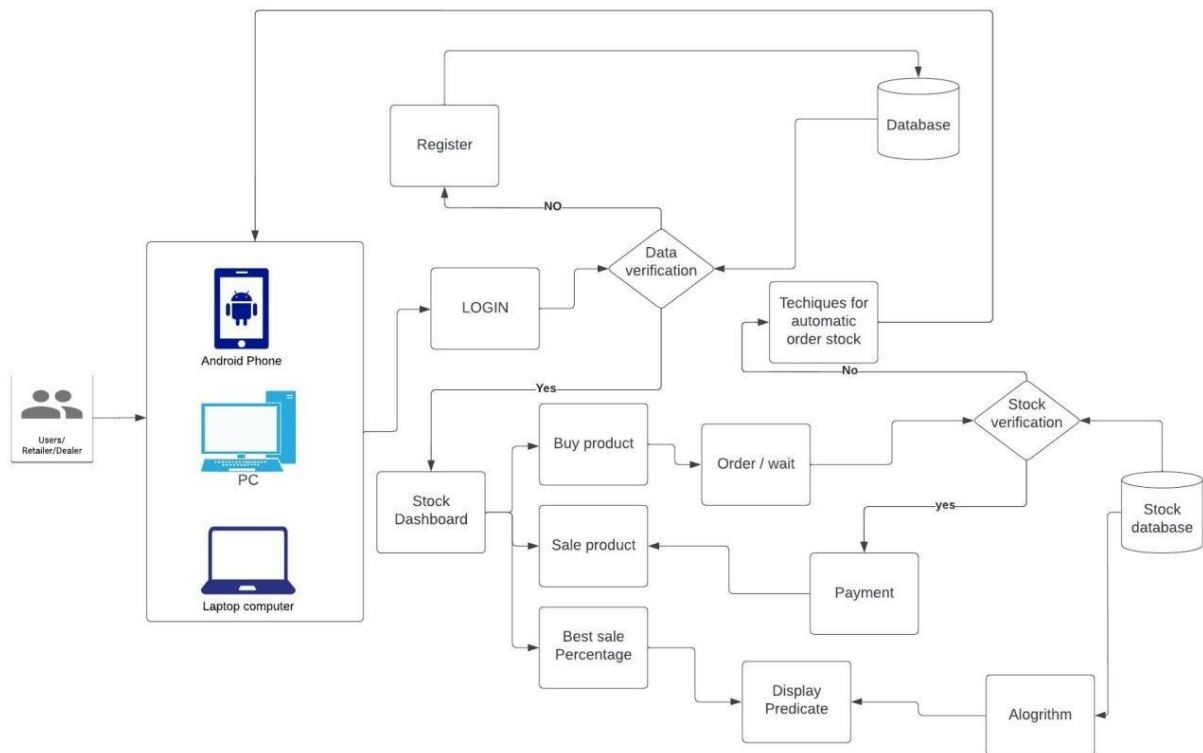 Database
Register
NO
Data
verification
LOGIN
Techiques for
automatic
order stock
Android Phone
No
Yes
Stock
verification
Users/
Retailer/Dealer
Buy product
Order / wait
PC
Stock
Dashboard
yes
Stock
database
Sale product
Payment
Laptop computer
Best sale
Percentage
Display
Predicate
Alogrithm